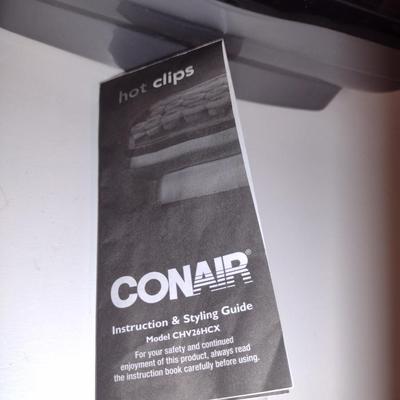 hot clips
CONAIR®
Instruction & Styling Guide
Model CHV26HCX
For your safety and continued
enjoyment of this product, always read
the instruction book carefully before using.